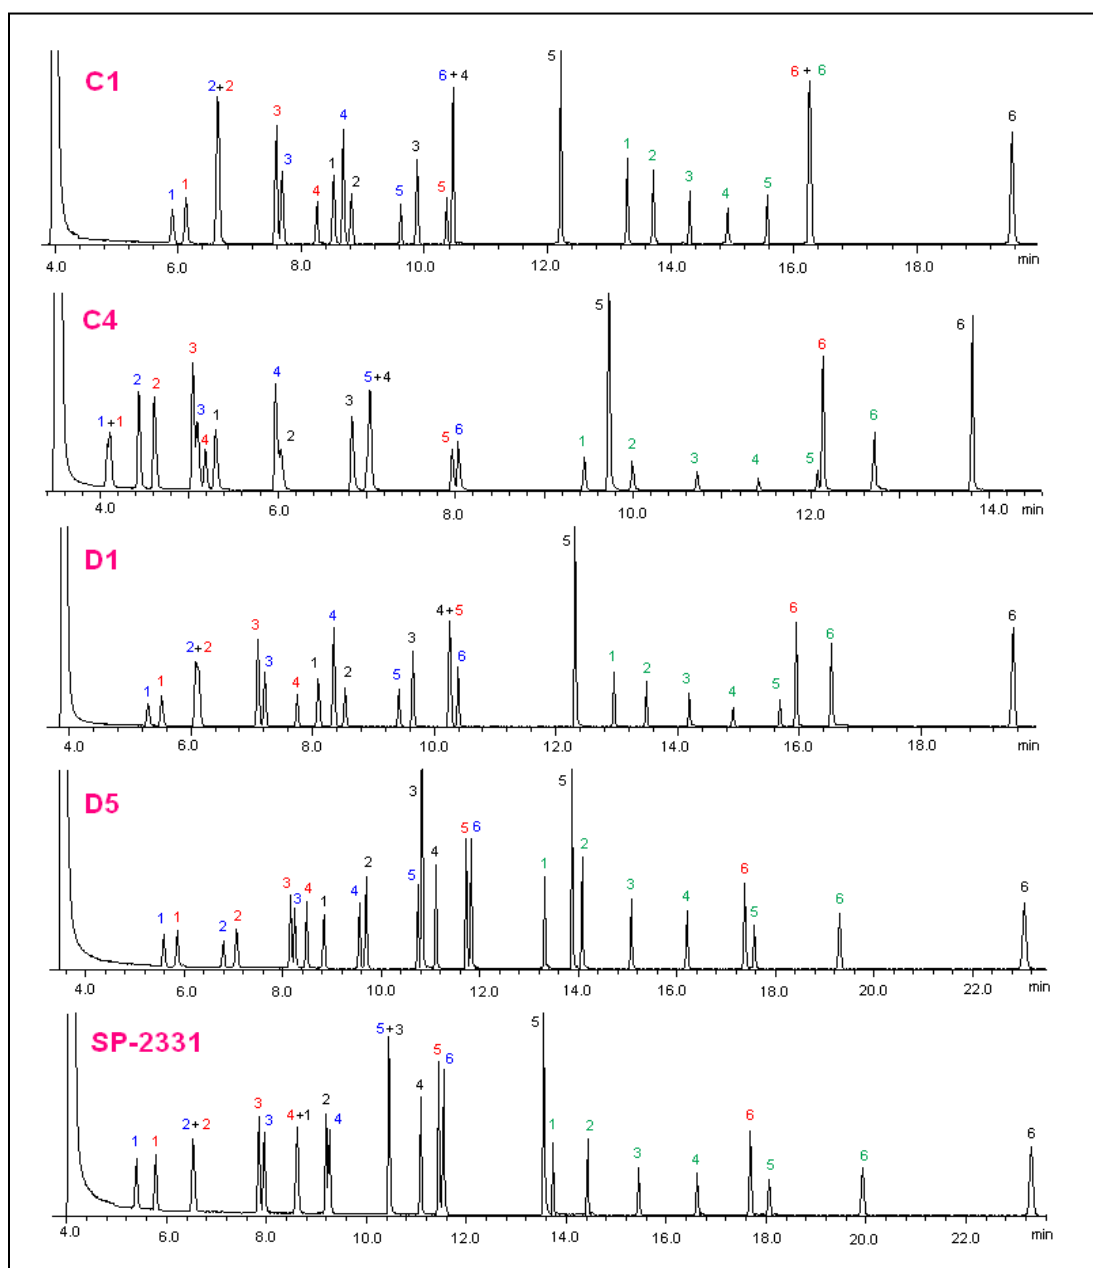 C1
1 1 2+2 3 3 4 1 4 2 5 3 5 6+4 5 1 2 3 4 5 6 + 6 6
4.0 6.0 8.0 10.0 12.0 14.0 16.0 18.0 min
C4
1+1 2 2 3 3 4 1 4 2 3 5+4 5 6 1 5 2 3 4 5 6 6 6
4.0 6.0 8.0 10.0 12.0 14.0 min
D1
1 1 2+2 3 3 4 1 4 2 5 3 4+5 6 5 1 2 3 4 5 6 6 6
4.0 6.0 8.0 10.0 12.0 14.0 16.0 18.0 min
D5
1 1 2 2 3 3 4 1 4 2 5 3 4 5 6 1 5 2 3 4 6 5 6 6
4.0 6.0 8.0 10.0 12.0 14.0 16.0 18.0 20.0 22.0 min
SP-2331
1 1 2+2 3 3 4+1 2 4 5+3 4 5 6 5 1 2 3 4 6 5 6 6
4.0 6.0 8.0 10.0 12.0 14.0 16.0 18.0 20.0 22.0 min